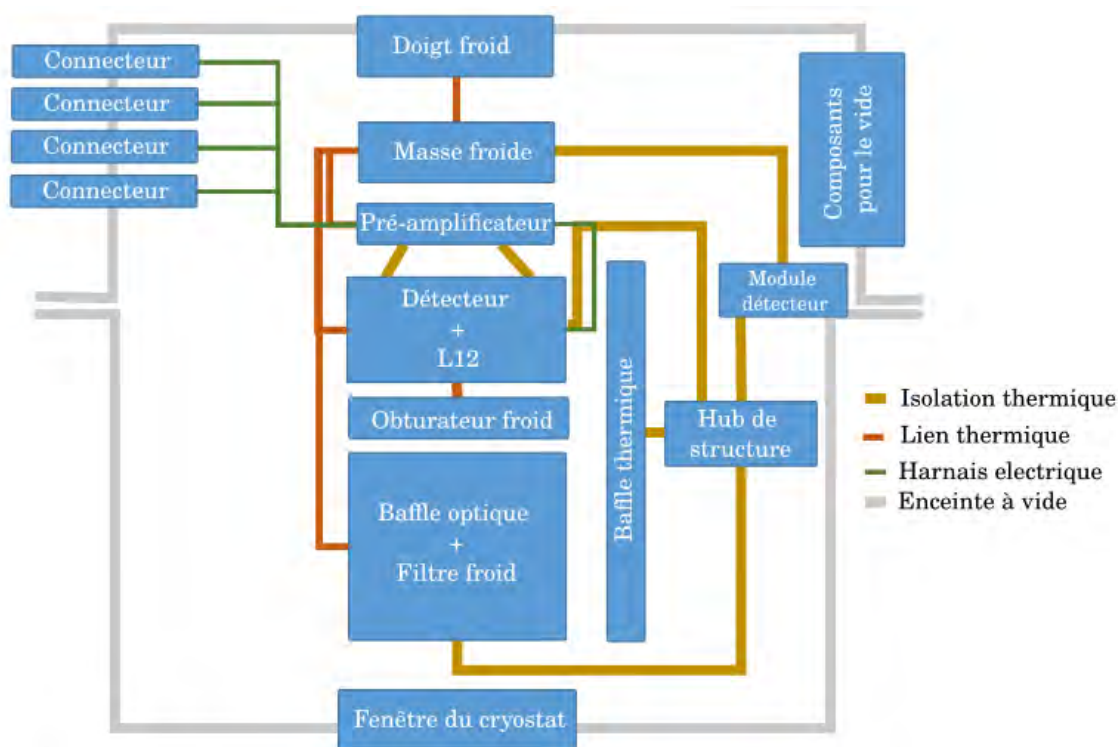 Doigt froid
Connecteur
Connecteur
Connecteur
Connecteur
Masse froide
Composants
pour le vide
Pré-amplificateur
Module
détecteur
Détecteur
+
L12
Obturateur froid
Baffle thermique
Hub de
structure
Baffle optique
+
Filtre froid
Fenêtre du cryostat
Isolation thermique
Lien thermique
Harnais electrique
Enceinte à vide